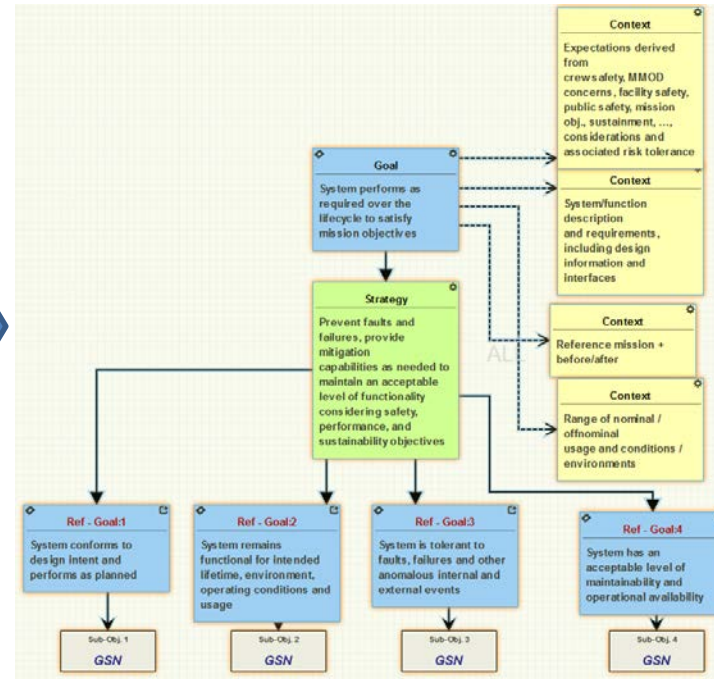 Context
Expectations derived
from
crew safety, MMOD
concerns, facility safety,
public safety, mission
obj., sustainment, ...,
considerations and
associated risk tolerance
Goal
System performs as
required over the
lifecycle to satisfy
mission objectives
Context
System/function
description
and requirements,
including design
information and
interfaces
Strategy
Prevent faults and
failures, provide
mitigation
capabilities as needed to
maintain an acceptable
level of functionality
considering safety,
performance, and
sustainability objectives
Context
Reference mission +
before/after
Context
Range of nominal /
offnominal
usage and conditions /
environments
Ref - Goal:1
System conforms to
design intent and
performs as planned
Ref - Goal:2
System remains
functional for intended
lifetime, environment,
operating conditions and
usage
Ref - Goal:3
System is tolerant to
faults, failures and other
anomalous internal and
external events
Ref - Goal:4
System has an
acceptable level of
maintainability and
operational availability
Sub-Obj. 1
GSN
Sub-Obj. 2
GSN
Sub-Obj. 3
GSN
Sub-Obj. 4
GSN